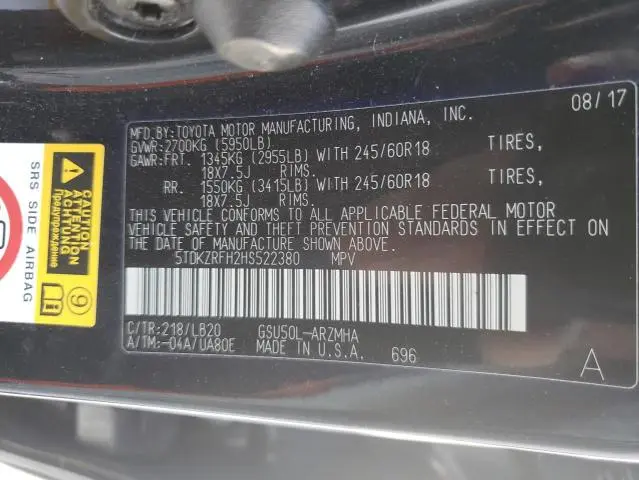 08/17
MFD.BY:TOYOTA MOTOR MANUFACTURING, INDIANA, INC.
GVWR:2700KG (5950LB)
GAWR:FRT. 1345KG (2955LB) WITH 245/60R18 TIRES,
18X7.5J RIMS.
RR. 1550KG (3415LB) WITH 245/60R18 TIRES,
18X7.5J RIMS.
THIS VEHICLE CONFORMS TO ALL APPLICABLE FEDERAL MOTOR
VEHICLE SAFETY AND THEFT PREVENTION STANDARDS IN EFFECT ON
THE DATE OF MANUFACTURE SHOWN ABOVE.
5TDKZRFH2HS522380 MPV
C/TR:218/LB20 GSU50L-ARZMHA
A/TM:-04A/UA80E MADE IN U.S.A. 696
A
SRS SIDE AIRBAG
CAUTION
ATTENTION
ACHTUNG
Предупреждение
9